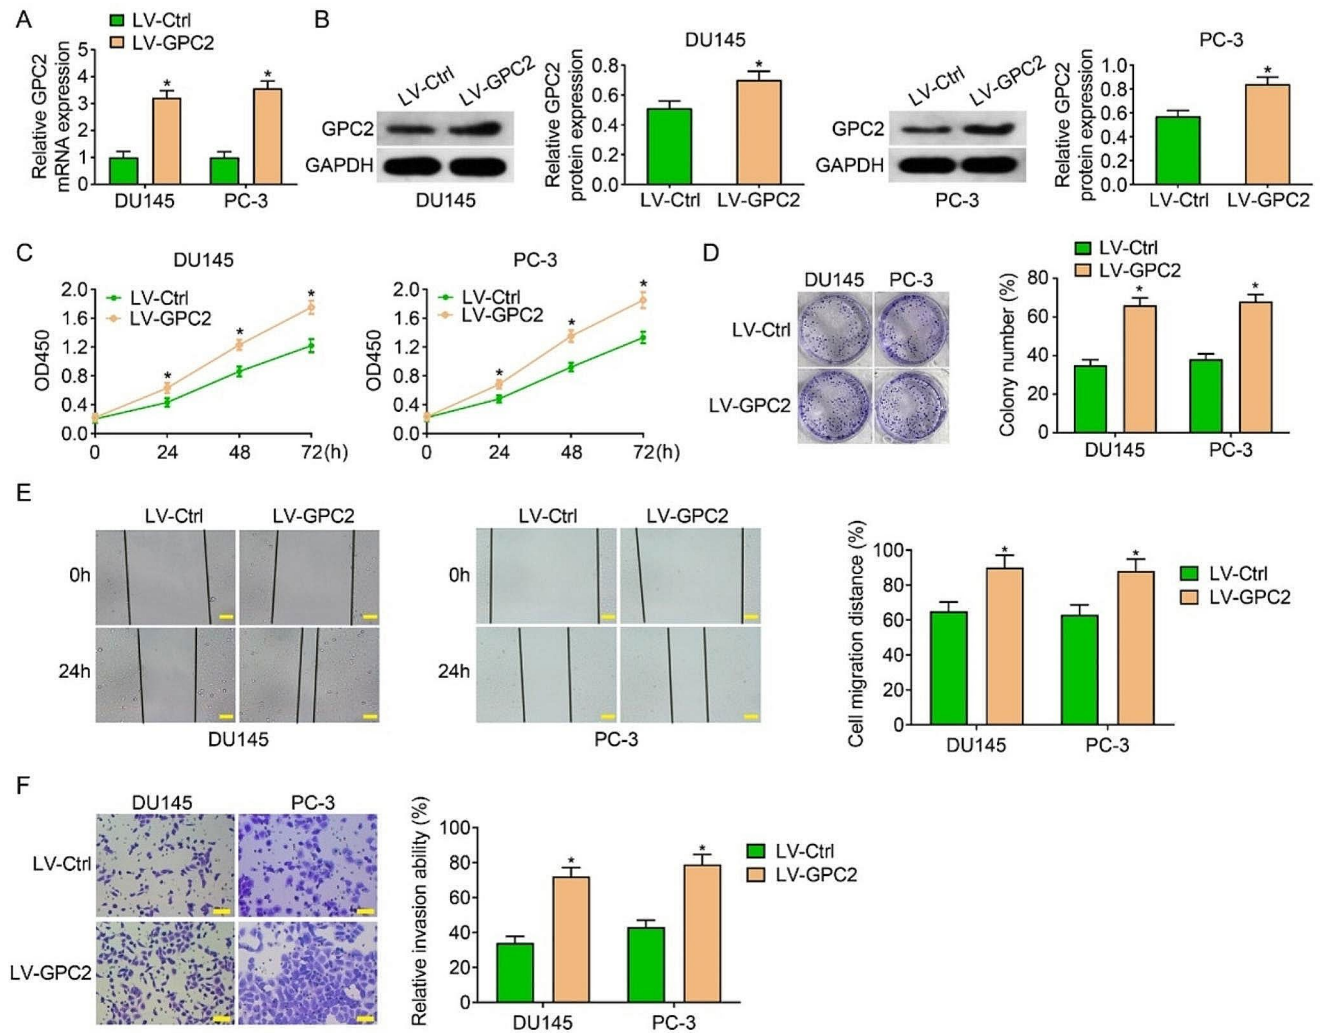 A
LV-Ctrl
LV-GPC2
Relative GPC2
mRNA expression
5
4
3
2
1
0
*
*
DU145 PC-3
B
LV-Ctrl LV-GPC2
GPC2
GAPDH
DU145
DU145
Relative GPC2
protein expression
0.8
0.6
0.4
0.2
0.0
*
LV-Ctrl LV-GPC2
LV-Ctrl LV-GPC2
GPC2
GAPDH
PC-3
PC-3
Relative GPC2
protein expression
1.0
0.8
0.6
0.4
0.2
0.0
*
LV-Ctrl LV-GPC2
C
DU145
OD450
2.0
1.6
1.2
0.8
0.4
0.0
LV-Ctrl
LV-GPC2
* * *
0 24 48 72(h)
PC-3
OD450
2.0
1.6
1.2
0.8
0.4
0.0
LV-Ctrl
LV-GPC2
* * *
0 24 48 72(h)
D
DU145 PC-3
LV-Ctrl
LV-GPC2
LV-Ctrl
LV-GPC2
Colony number (%)
80
60
40
20
0
* *
DU145 PC-3
E
LV-Ctrl LV-GPC2
0h
24h
DU145
LV-Ctrl LV-GPC2
0h
24h
PC-3
Cell migration distance (%)
100
80
60
40
20
0
* *
DU145 PC-3
LV-Ctrl
LV-GPC2
F
DU145 PC-3
LV-Ctrl
LV-GPC2
Relative invasion ability (%)
100
80
60
40
20
0
* *
DU145 PC-3
LV-Ctrl
LV-GPC2